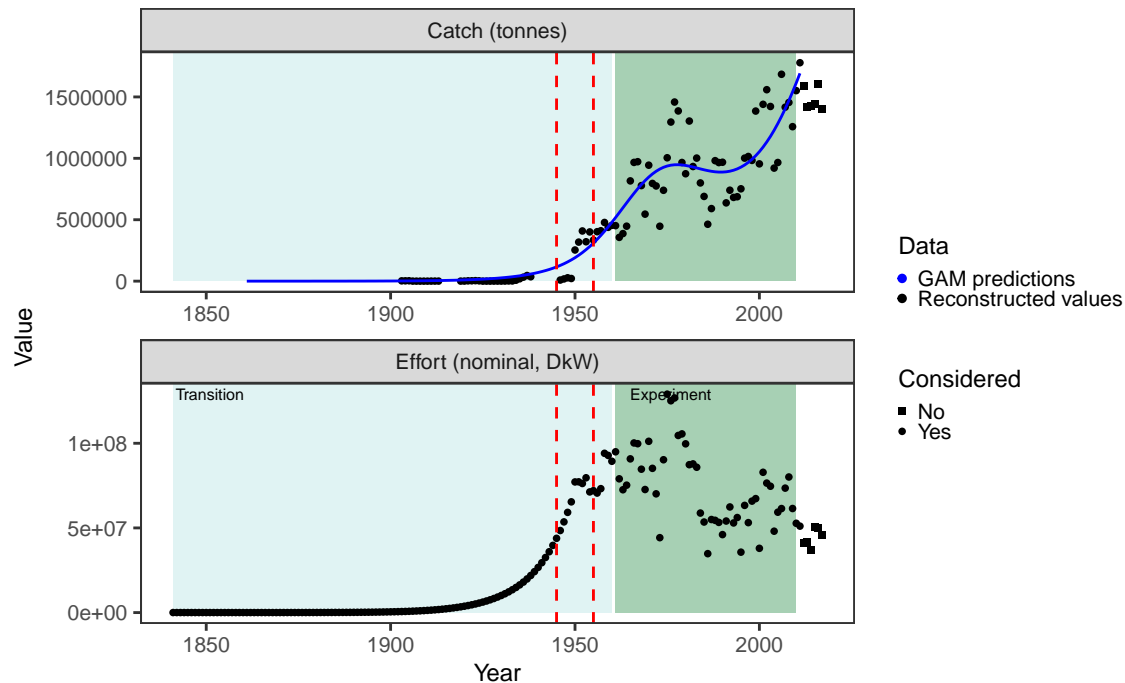 Catch (tonnes)
1500000
1000000
500000
0
1850
1900
1950
2000
Value
Effort (nominal, DkW)
Transition
Experiment
1e+08
5e+07
0e+00
1850
1900
1950
2000
Year
Data
GAM predictions
Reconstructed values
Considered
No
Yes